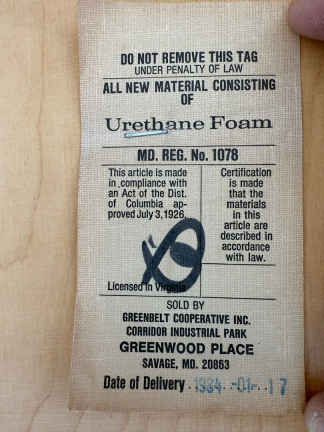 DO NOT REMOVE THIS TAG
UNDER PENALTY OF LAW
ALL NEW MATERIAL CONSISTING
OF
Urethane Foam
MD. REG. No. 1078
This article is made
in compliance with
an Act of the Dist.
of Columbia ap-
proved July 3, 1926.
Licensed in Virginia
Certification
is made
that the
materials
in this
article are
described in
accordance
with law.
SOLD BY
GREENBELT COOPERATIVE INC.
CORRIDOR INDUSTRIAL PARK
GREENWOOD PLACE
SAVAGE, MD. 20863
Date of Delivery 1984 -01- 17